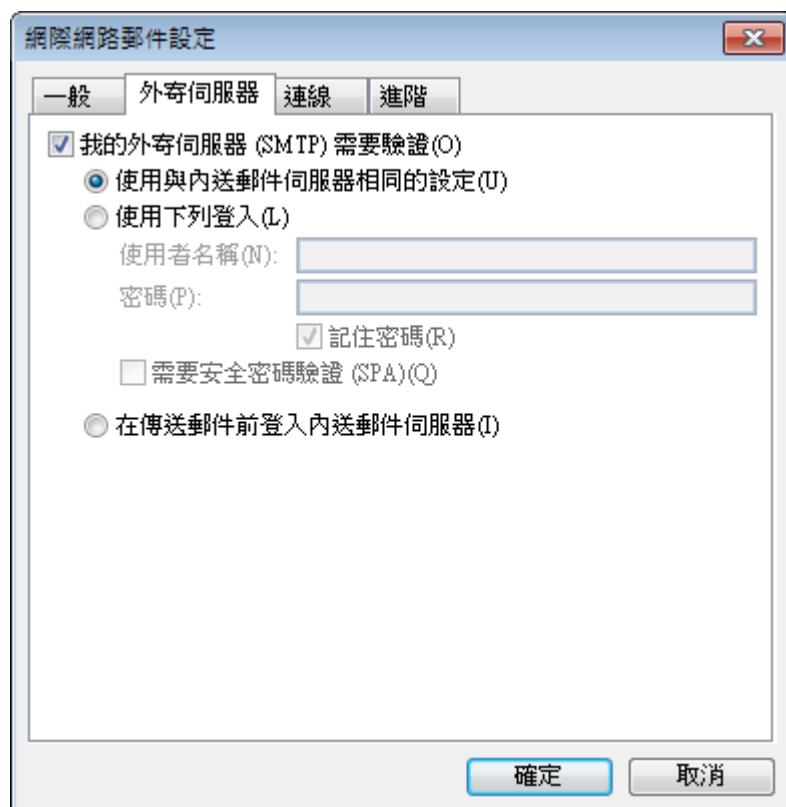 網際網路郵件設定
一般 外寄伺服器 連線 進階
我的外寄伺服器 (SMTP) 需要驗證(O)
使用與內送郵件伺服器相同的設定(U)
使用下列登入(L)
使用者名稱(N):
密碼(P):
記住密碼(R)
需要安全密碼驗證 (SPA)(Q)
在傳送郵件前登入內送郵件伺服器(I)
確定 取消